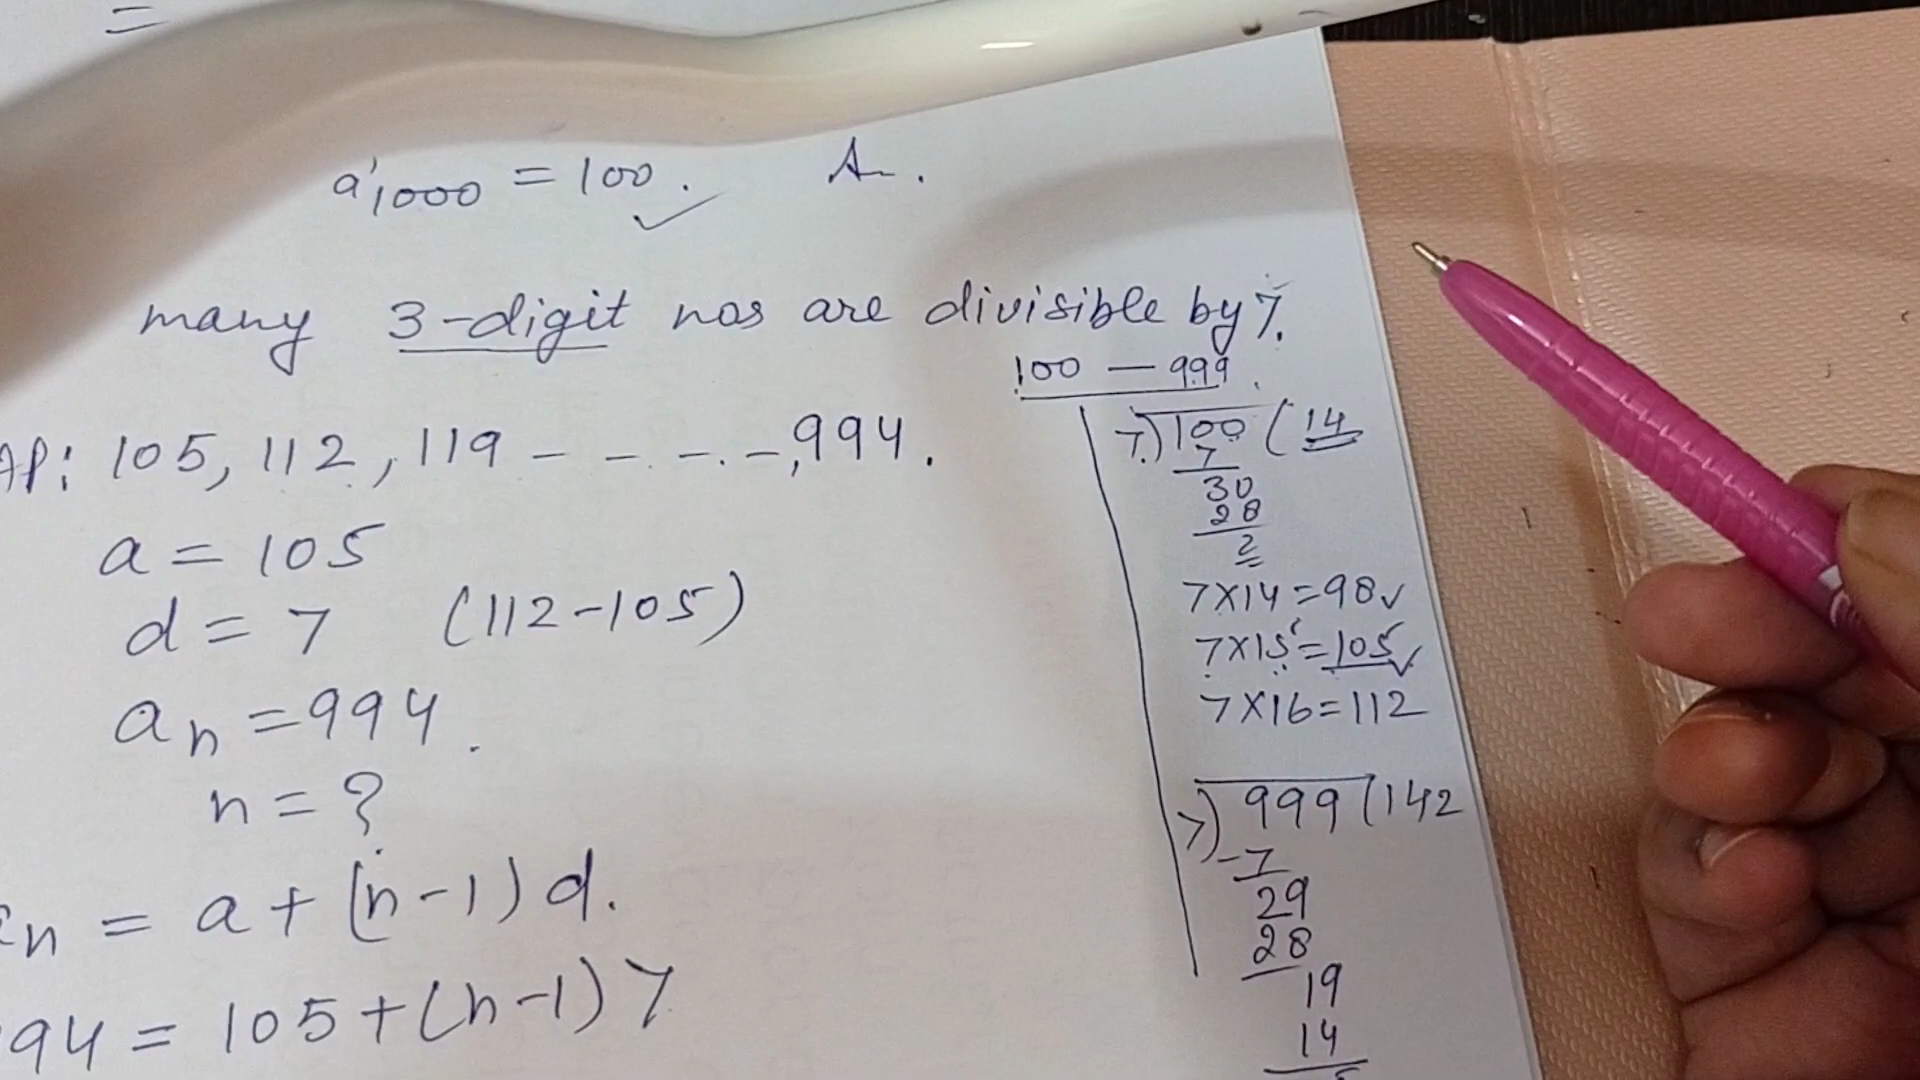 =
a'1000 = 100. A .
many 3-digit nos are divisible by 7.
100 — 999.
AP: 105, 112, 119 - - - - -, 994.
a = 105
d = 7 (112-105)
an = 994.
n = ?
an = a + (n-1) d.
94 = 105 + (n-1) 7
7) 100 ( 14
7
30
28
2
7X14 = 98 ✓
7X15 = 105 ✓
7X16 = 112
7) 999 ( 142
-7
29
28
19
14